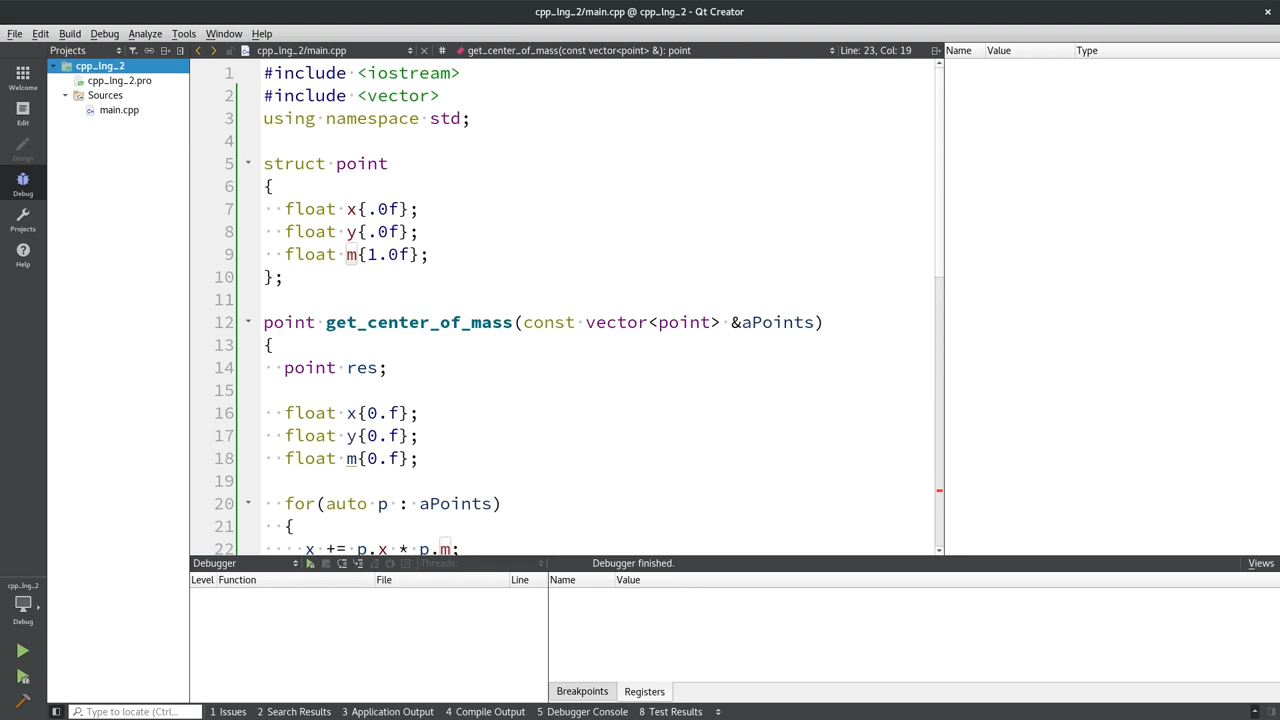 cpp_lng_2/main.cpp @ cpp_lng_2 - Qt Creator
File Edit Build Debug Analyze Tools Window Help
Projects
cpp_lng_2/main.cpp
# get_center_of_mass(const vector<point> &): point
Line: 23, Col: 19
Name Value Type
Welcome
Edit
Design
Debug
Projects
Help
cpp_lng_2
cpp_lng_2.pro
Sources
main.cpp
1 #include <iostream>
2 #include <vector>
3 using namespace std;
4
5 struct point
6 {
7 float x{.0f};
8 float y{.0f};
9 float m{1.0f};
10 };
11
12 point get_center_of_mass(const vector<point> &aPoints)
13 {
14 point res;
15
16 float x{0.f};
17 float y{0.f};
18 float m{0.f};
19
20 for(auto p : aPoints)
21 {
22 x += p.x * p.m;
Debugger
Threads:
Debugger finished.
Views
Level Function File Line
Name Value
Breakpoints Registers
cpp_lng_2
Debug
Type to locate (Ctrl...
1 Issues 2 Search Results 3 Application Output 4 Compile Output 5 Debugger Console 8 Test Results